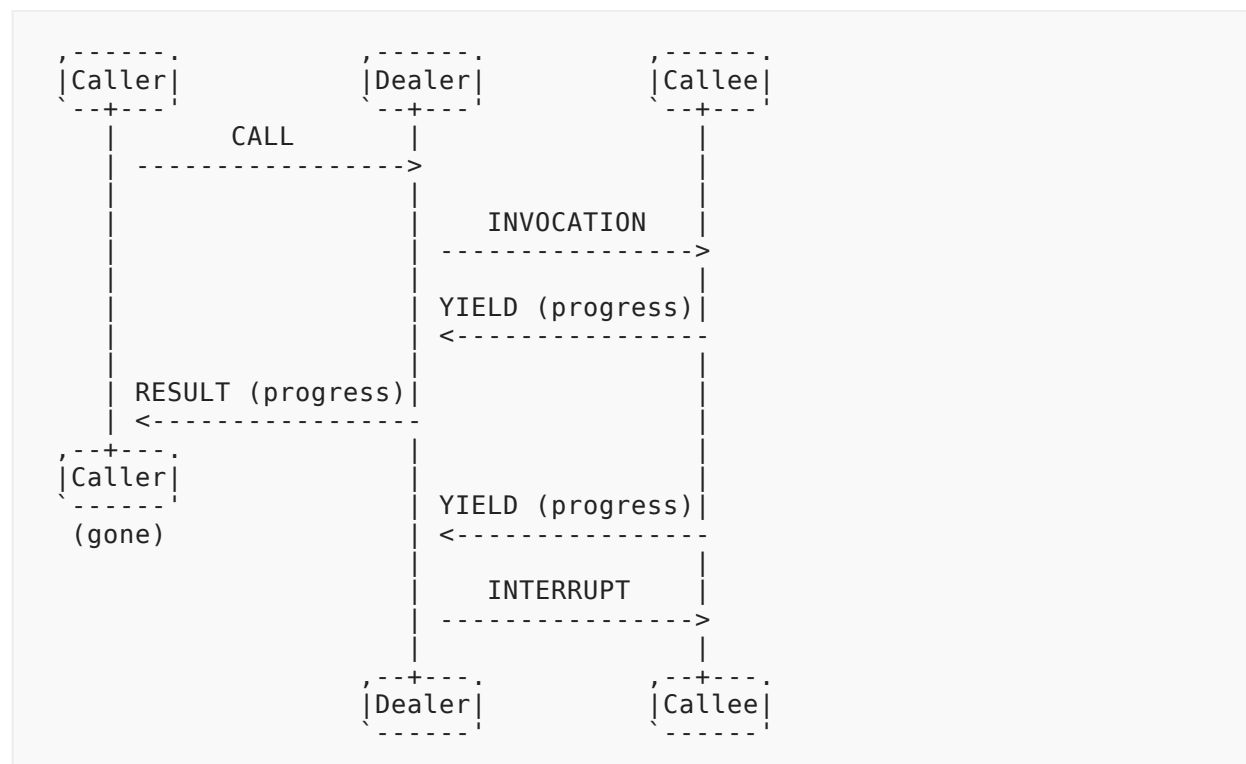 ,------.          ,------.          ,------.
|Caller|          |Dealer|          |Callee|
`--+---'          `--+---'          `--+---'
   |       CALL       |                 |
   | ----------------->                 |
   |                  |                 |
   |                  |    INVOCATION   |
   |                  | ---------------->
   |                  |                 |
   |                  | YIELD (progress)|
   |                  | <----------------
   |                  |                 |
   | RESULT (progress)|                 |
   | <-----------------                 |
,--+---.              |                 |
|Caller|              |                 |
`------'              | YIELD (progress)|
 (gone)               | <----------------
                      |                 |
                      |    INTERRUPT    |
                      | ---------------->
                      |                 |
                   ,--+---.          ,--+---.
                   |Dealer|          |Callee|
                   `------'          `------'